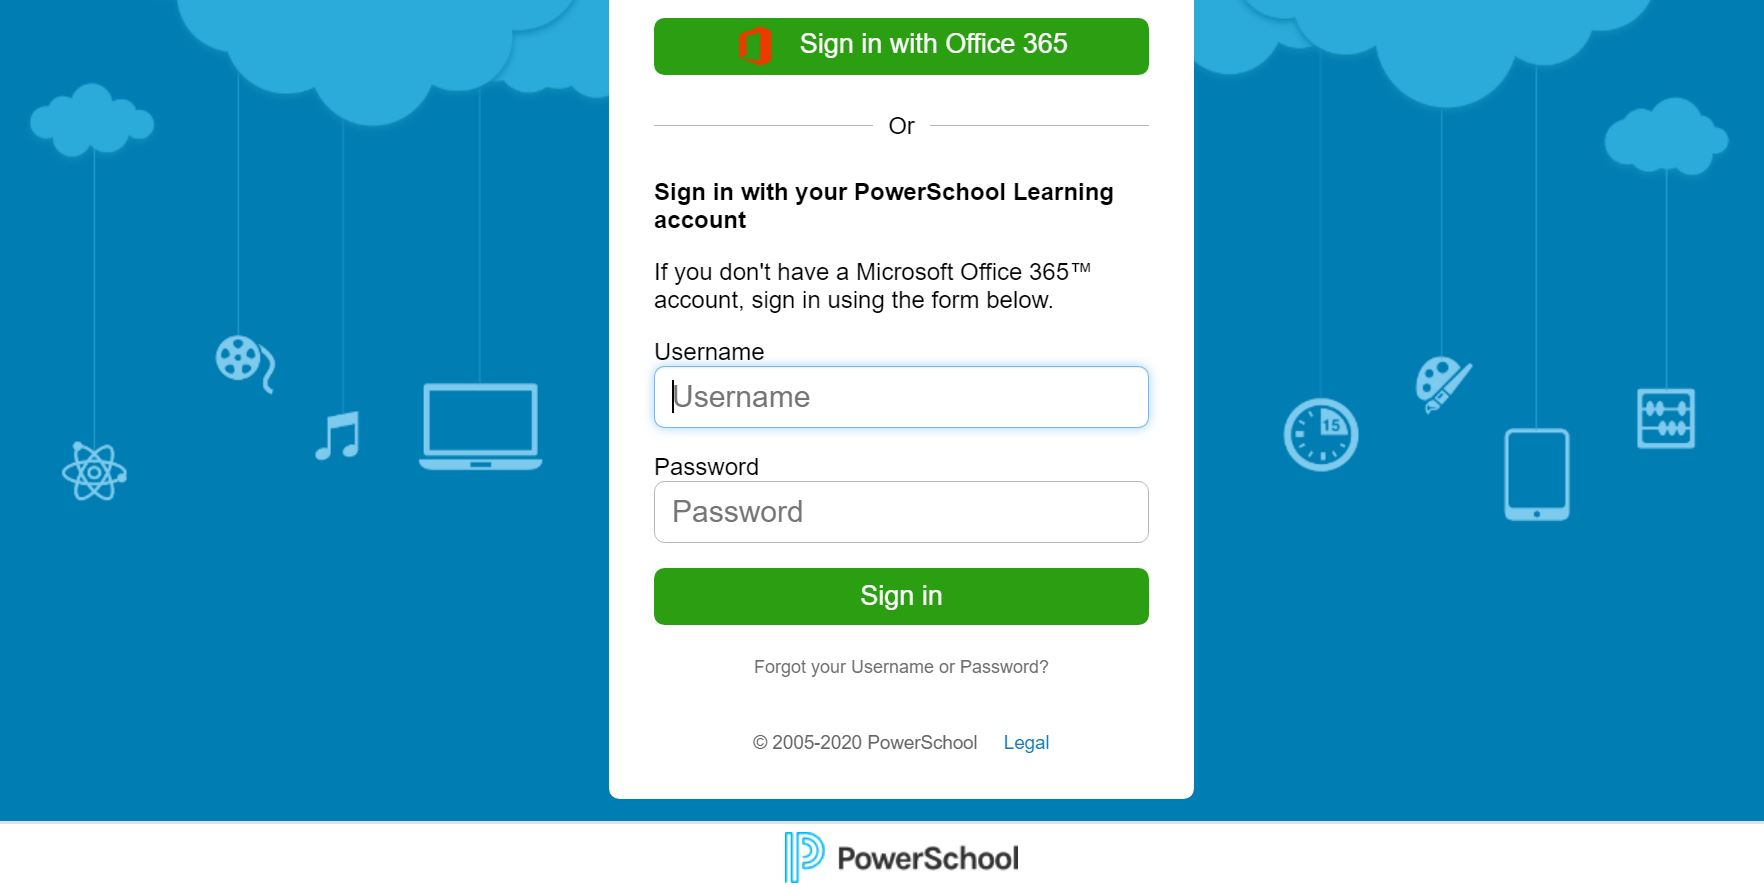 Sign in with Office 365
Or
Sign in with your PowerSchool Learning
account
If you don't have a Microsoft Office 365™
account, sign in using the form below.
Username
Username
Password
Password
Sign in
Forgot your Username or Password?
© 2005-2020 PowerSchool Legal
15
PowerSchool